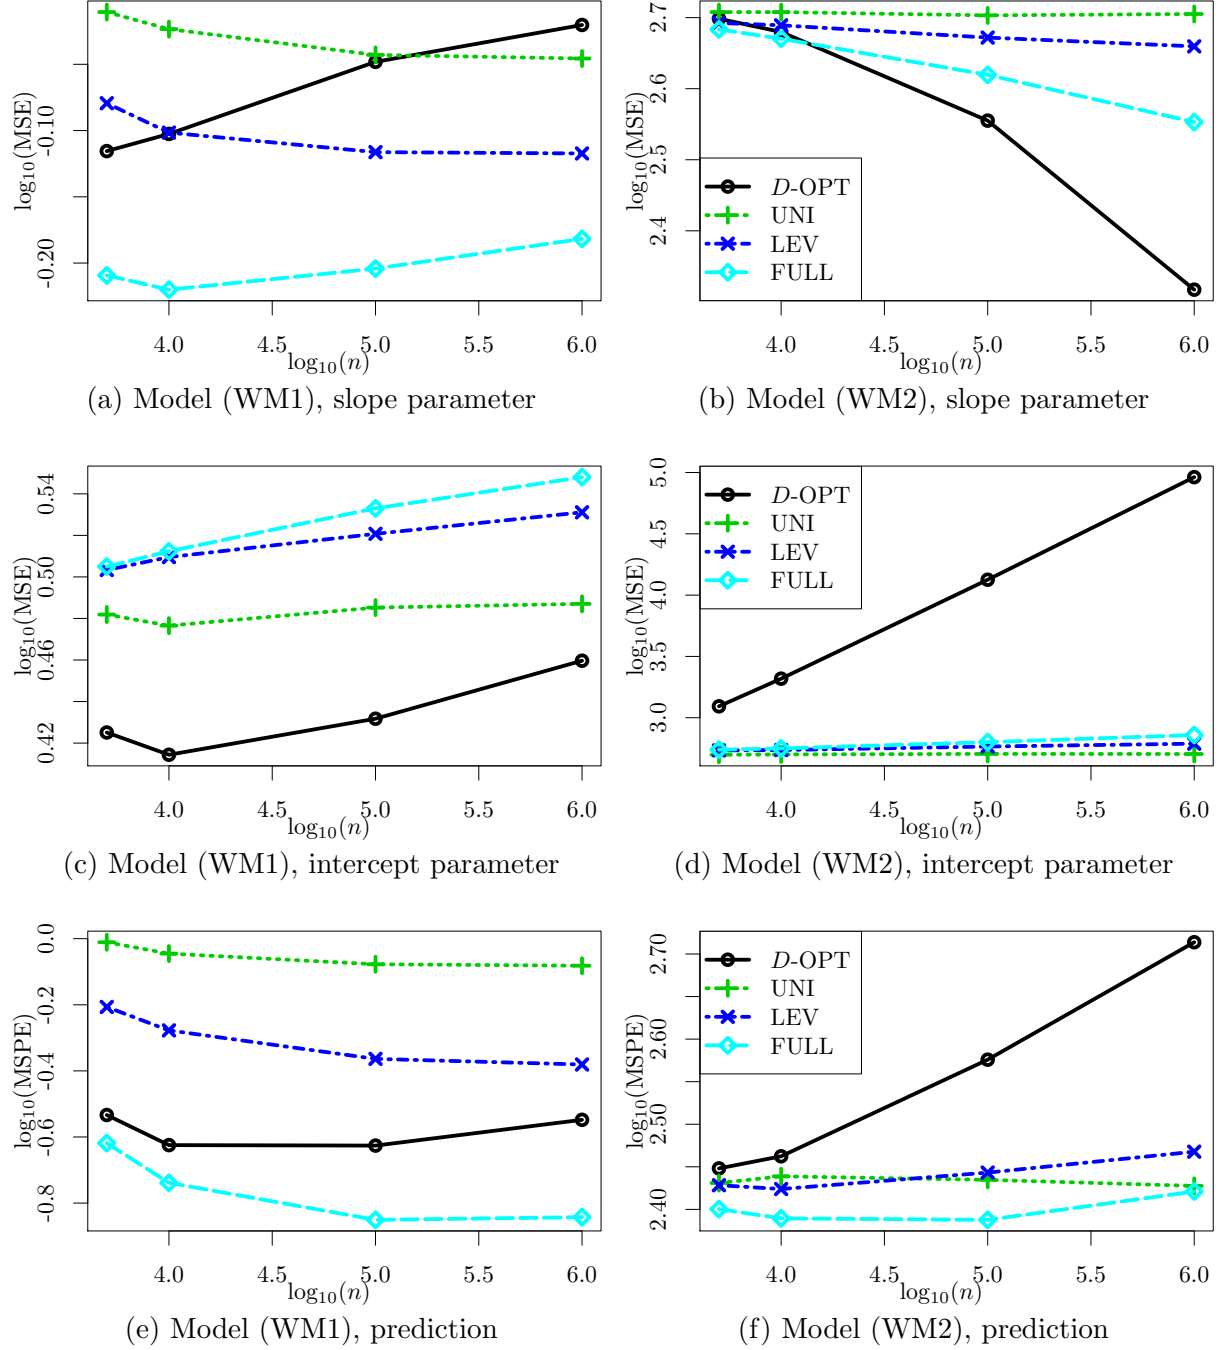 log10(MSE)
-0.10
-0.20
4.0 4.5 5.0 5.5 6.0
log10(n)
(a) Model (WM1), slope parameter
log10(MSE)
2.7
2.6
2.5
2.4
D-OPT
UNI
LEV
FULL
4.0 4.5 5.0 5.5 6.0
log10(n)
(b) Model (WM2), slope parameter
log10(MSE)
0.54
0.50
0.46
0.42
4.0 4.5 5.0 5.5 6.0
log10(n)
(c) Model (WM1), intercept parameter
log10(MSE)
5.0
4.5
4.0
3.5
3.0
D-OPT
UNI
LEV
FULL
4.0 4.5 5.0 5.5 6.0
log10(n)
(d) Model (WM2), intercept parameter
log10(MSPE)
0.0
-0.2
-0.4
-0.6
-0.8
4.0 4.5 5.0 5.5 6.0
log10(n)
(e) Model (WM1), prediction
log10(MSPE)
2.70
2.60
2.50
2.40
D-OPT
UNI
LEV
FULL
4.0 4.5 5.0 5.5 6.0
log10(n)
(f) Model (WM2), prediction